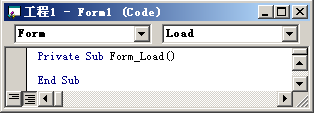 工程1 - Form1 (Code)
Form Load
Private Sub Form_Load()
End Sub